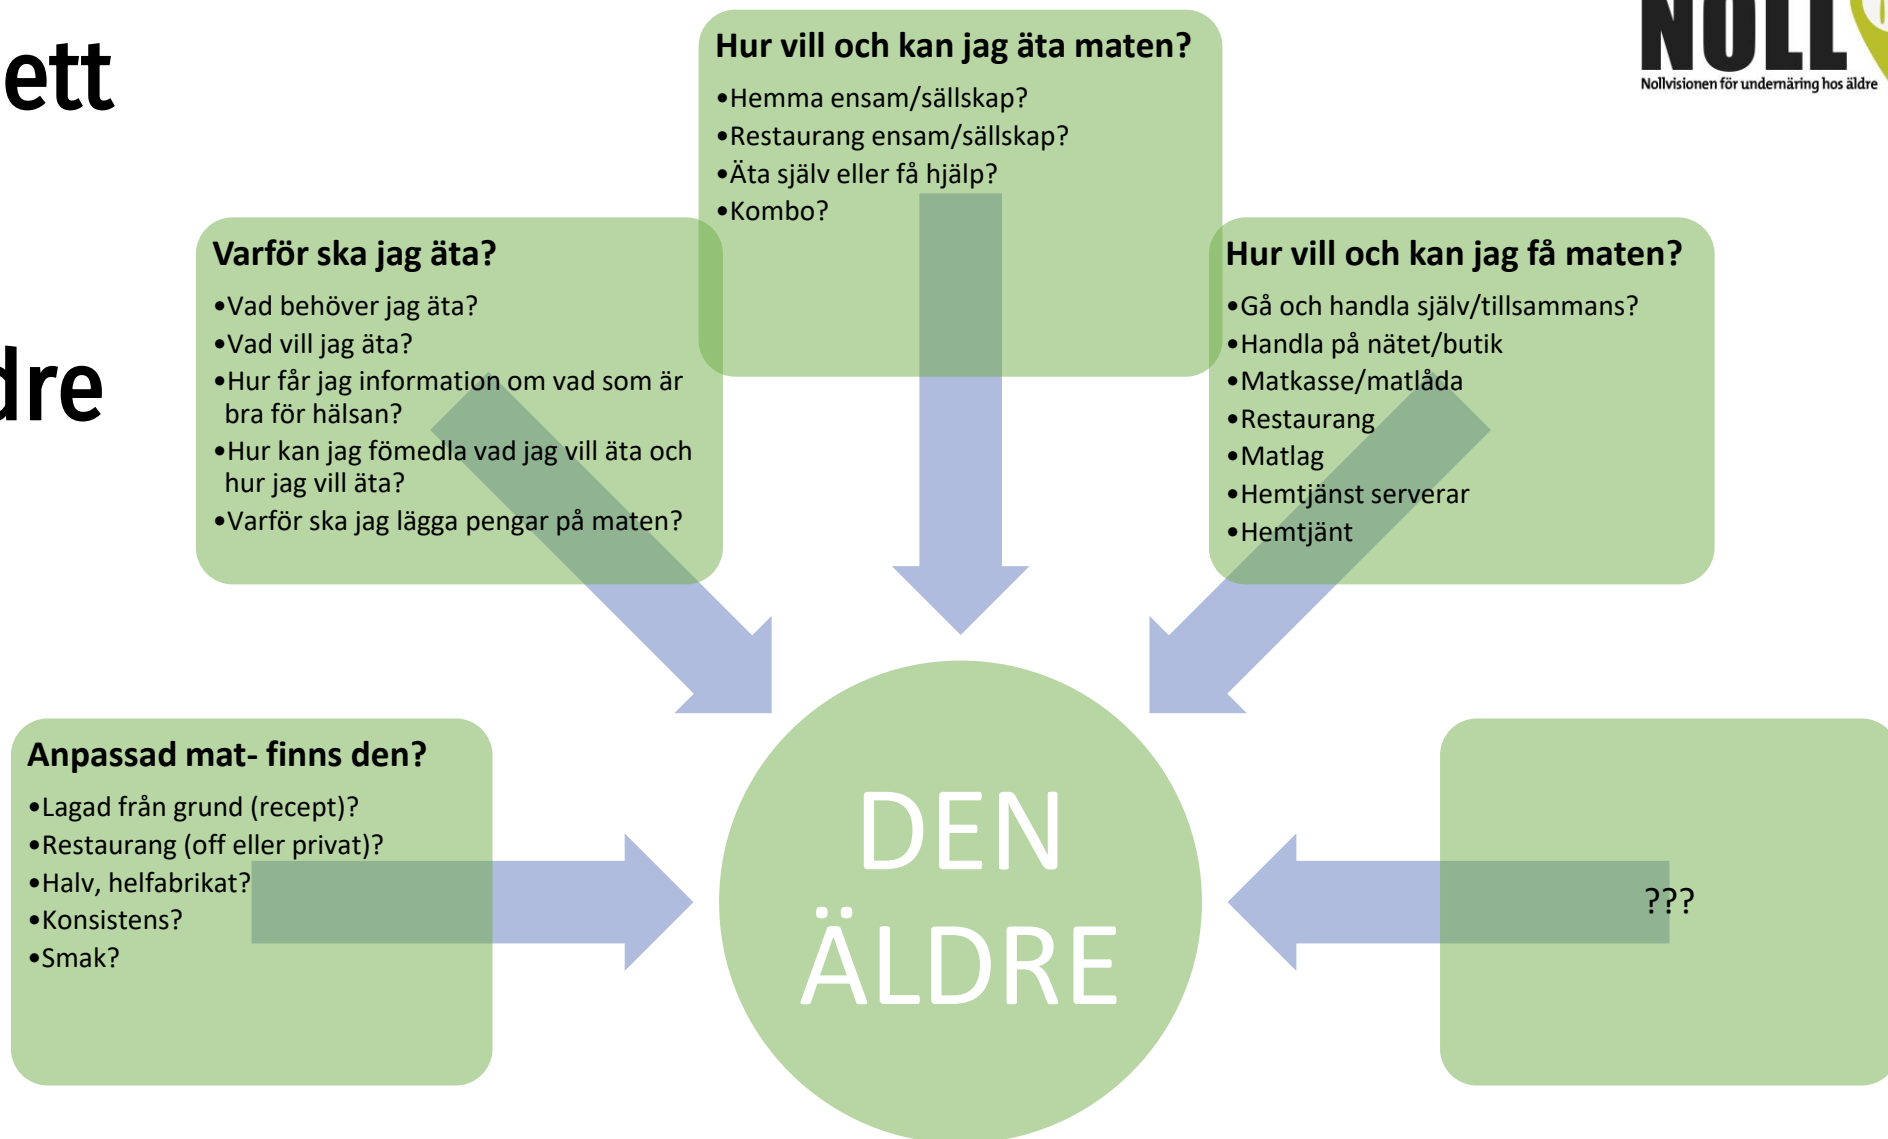 ett
dre
NOLL
Nollvisionen för undernäring hos äldre
Hur vill och kan jag äta maten?
•Hemma ensam/sällskap?
•Restaurang ensam/sällskap?
•Äta själv eller få hjälp?
•Kombo?
Varför ska jag äta?
•Vad behöver jag äta?
•Vad vill jag äta?
•Hur får jag information om vad som är
bra för hälsan?
•Hur kan jag fömedla vad jag vill äta och
hur jag vill äta?
•Varför ska jag lägga pengar på maten?
Hur vill och kan jag få maten?
•Gå och handla själv/tillsammans?
•Handla på nätet/butik
•Matkasse/matlåda
•Restaurang
•Matlag
•Hemtjänst serverar
•Hemtjänt
Anpassad mat- finns den?
•Lagad från grund (recept)?
•Restaurang (off eller privat)?
•Halv, helfabrikat?
•Konsistens?
•Smak?
DEN
ÄLDRE
???